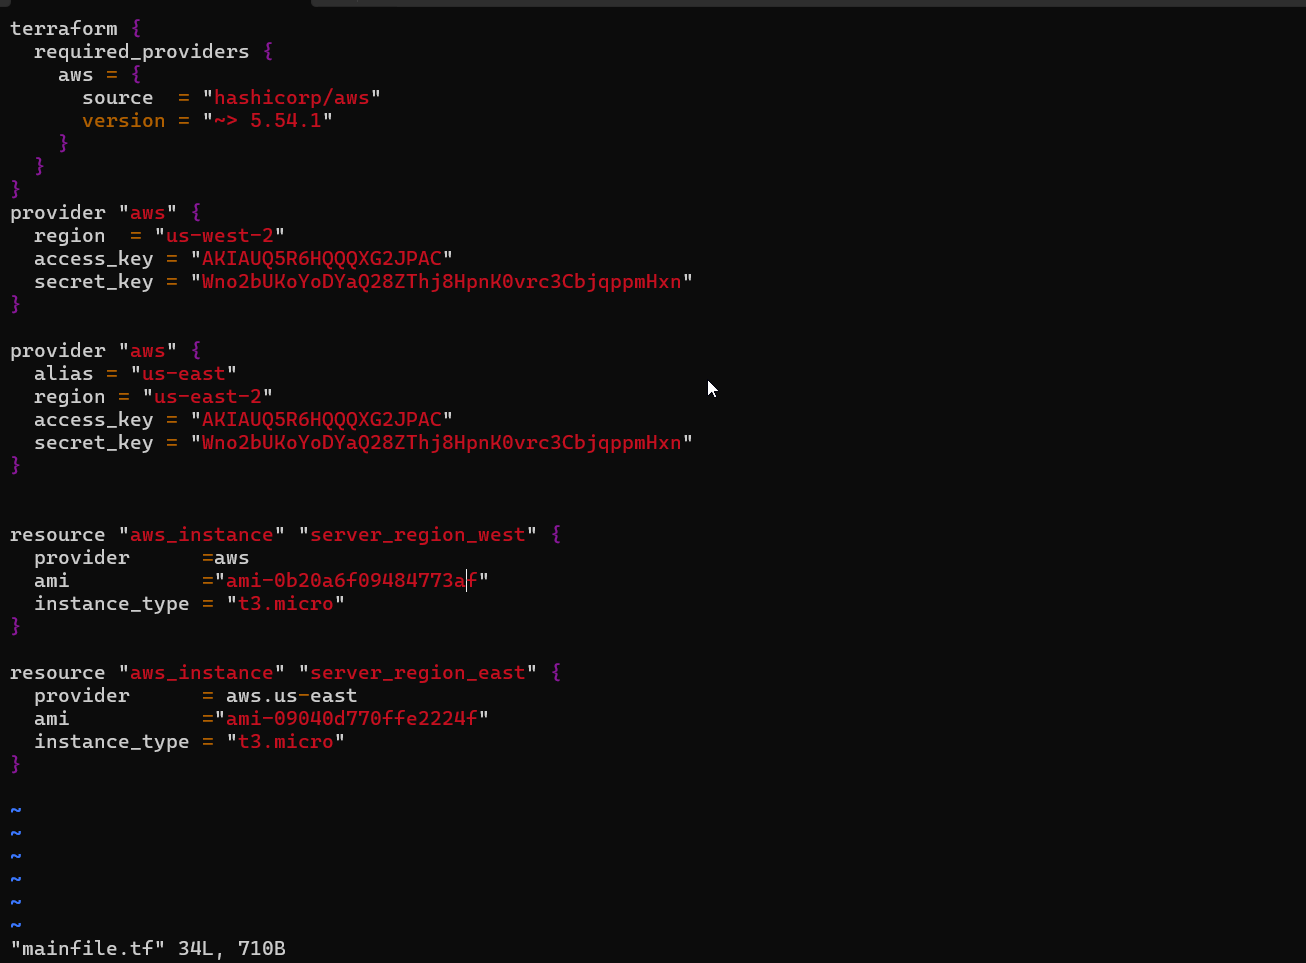 terraform {
  required_providers {
    aws = {
      source  = "hashicorp/aws"
      version = "~> 5.54.1"
    }
  }
}
provider "aws" {
  region  = "us-west-2"
  access_key = "AKIAUQ5R6HQQQXG2JPAC"
  secret_key = "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"
}
provider "aws" {
  alias = "us-east"
  region = "us-east-2"
  access_key = "AKIAUQ5R6HQQQXG2JPAC"
  secret_key = "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"
}
resource "aws_instance" "server_region_west" {
  provider      =aws
  ami           ="ami-0b20a6f09484773af"
  instance_type = "t3.micro"
}
resource "aws_instance" "server_region_east" {
  provider      = aws.us-east
  ami           ="ami-09040d770ffe2224f"
  instance_type = "t3.micro"
}
~
~
~
~
~
~
"mainfile.tf" 34L, 710B